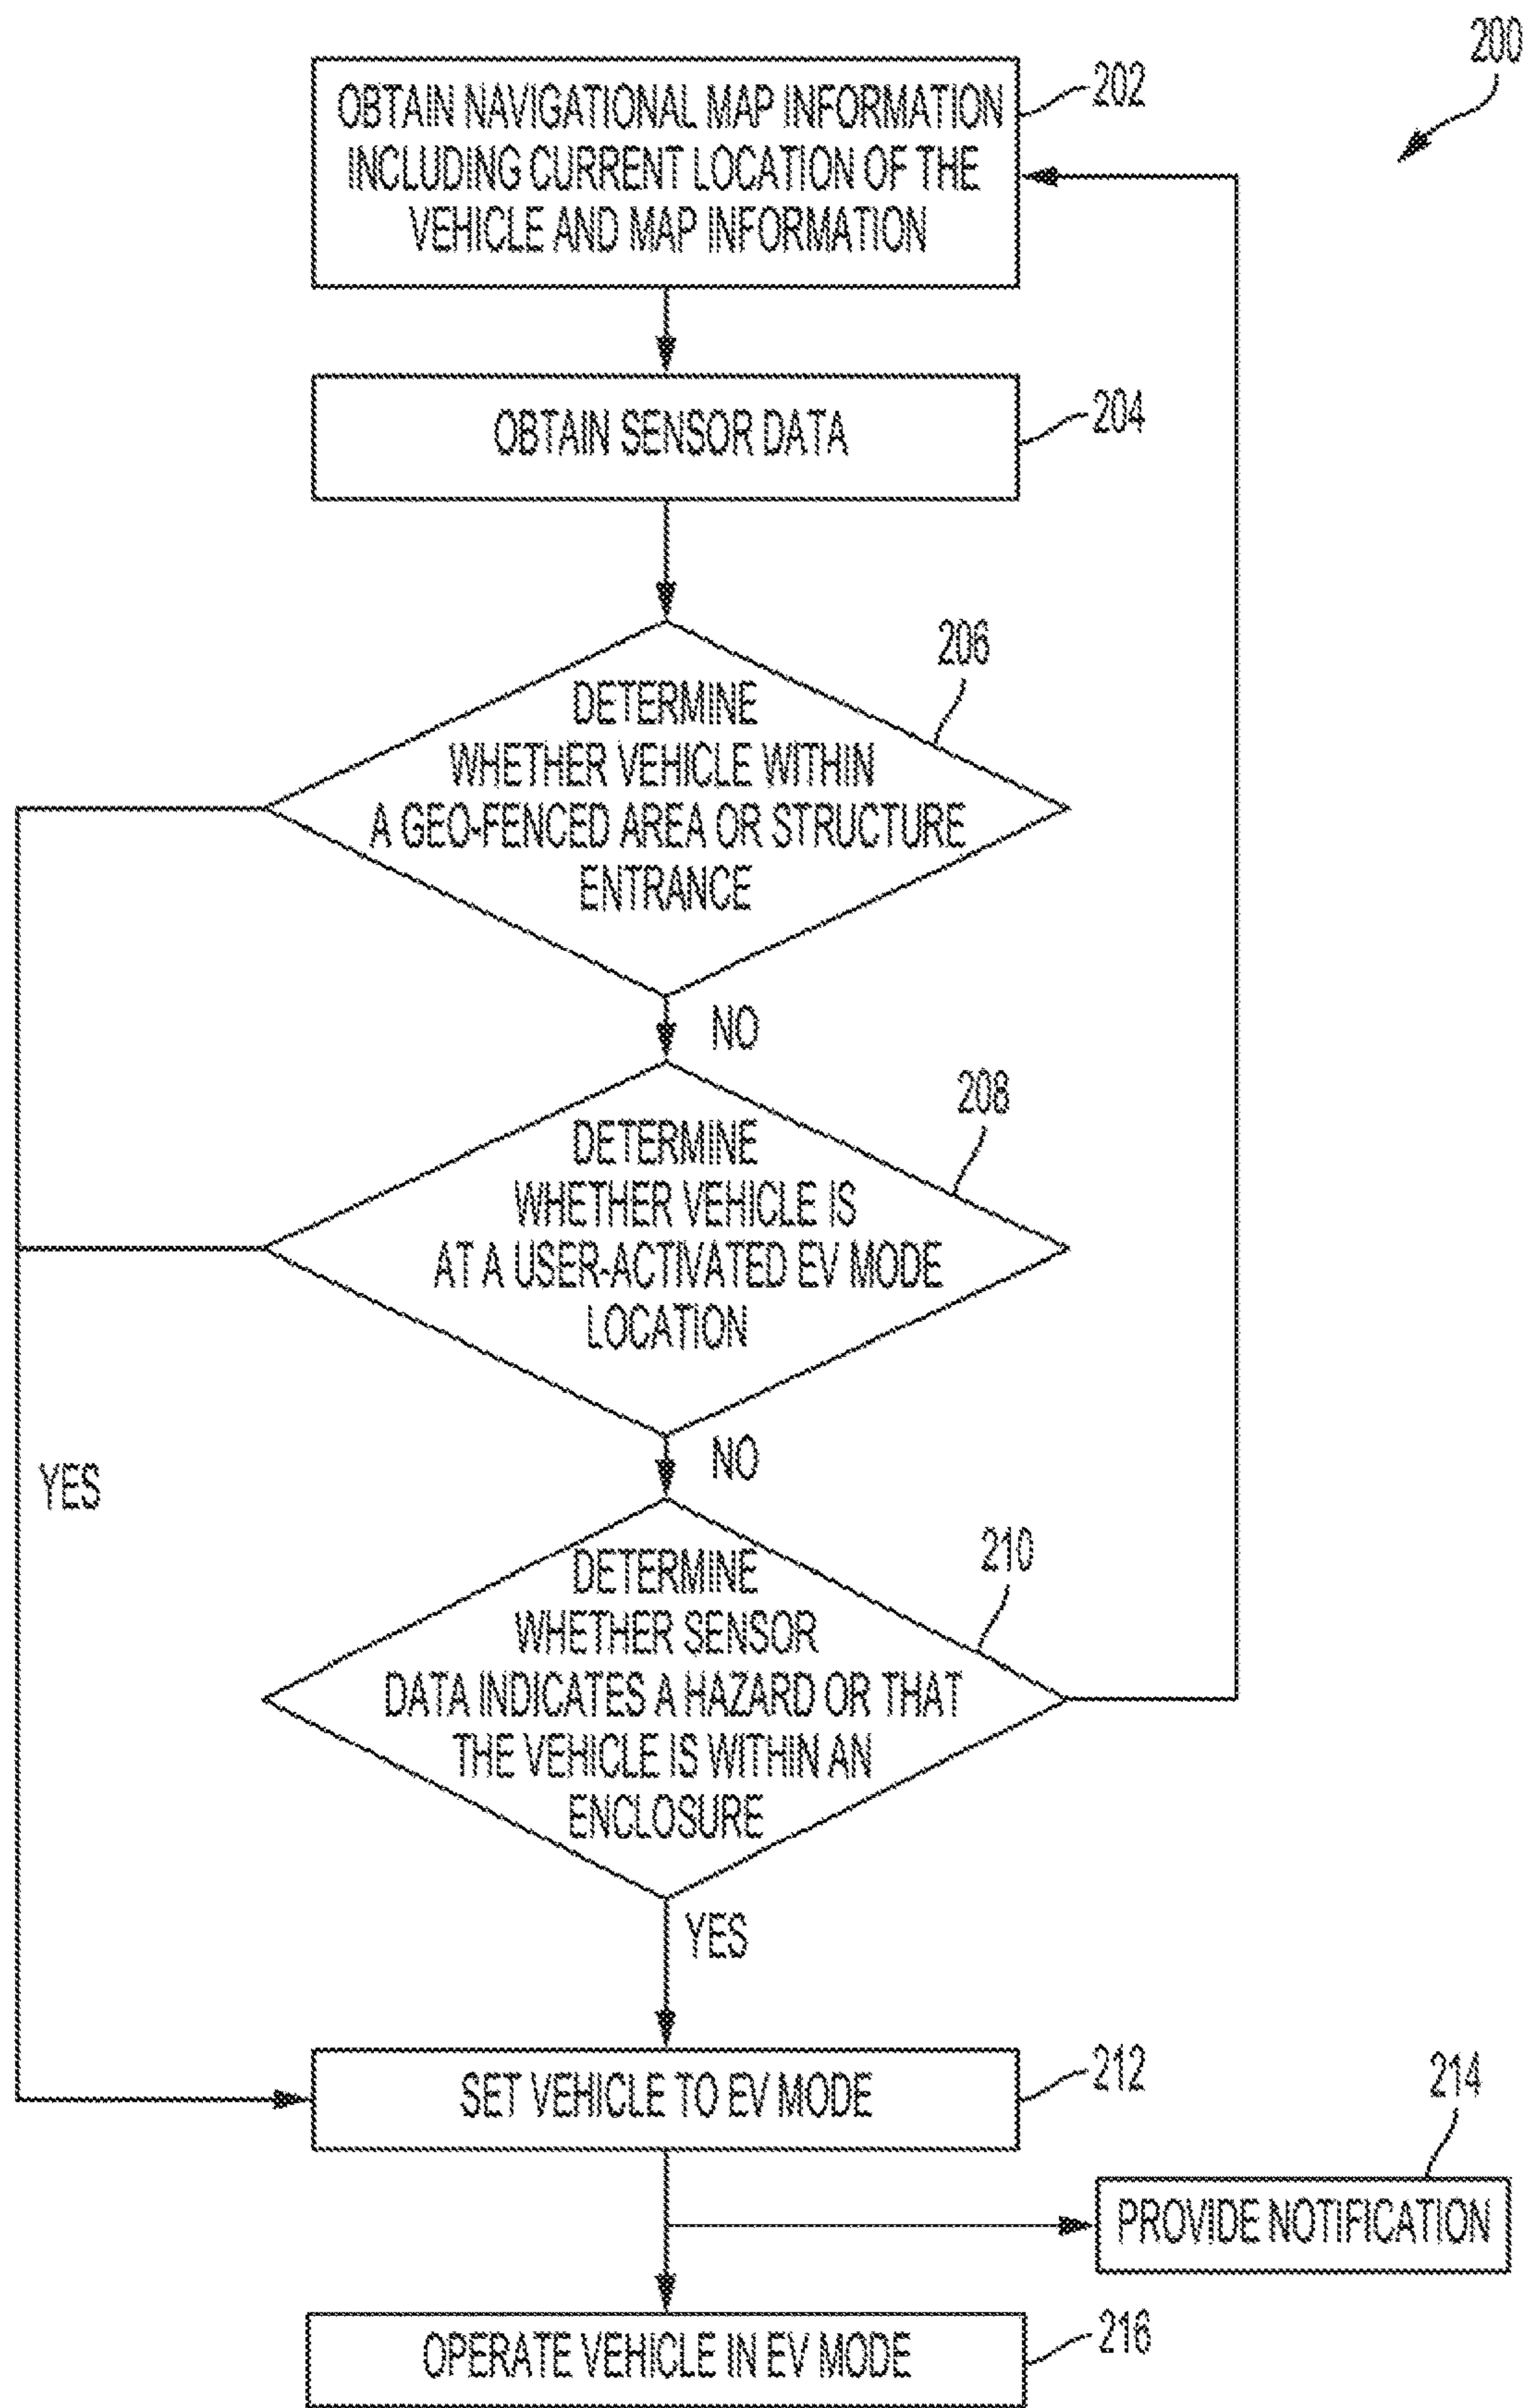 200
OBTAIN NAVIGATIONAL MAP INFORMATION
INCLUDING CURRENT LOCATION OF THE
VEHICLE AND MAP INFORMATION
202
OBTAIN SENSOR DATA
204
206
DETERMINE
WHETHER VEHICLE WITHIN
A GEO-FENCED AREA OR STRUCTURE
ENTRANCE
NO
208
DETERMINE
WHETHER VEHICLE IS
AT A USER-ACTIVATED EV MODE
LOCATION
NO
YES
210
DETERMINE
WHETHER SENSOR
DATA INDICATES A HAZARD OR THAT
THE VEHICLE IS WITHIN AN
ENCLOSURE
YES
SET VEHICLE TO EV MODE
212
214
PROVIDE NOTIFICATION
OPERATE VEHICLE IN EV MODE
216